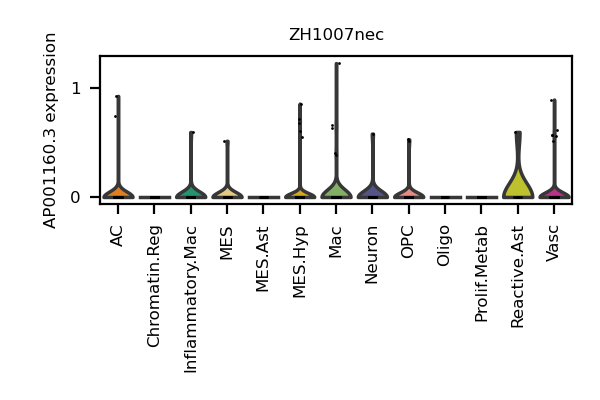 ZH1007nec
AP001160.3 expression
1
0
AC
Chromatin.Reg
Inflammatory.Mac
MES
MES.Ast
MES.Hyp
Mac
Neuron
OPC
Oligo
Prolif.Metab
Reactive.Ast
Vasc